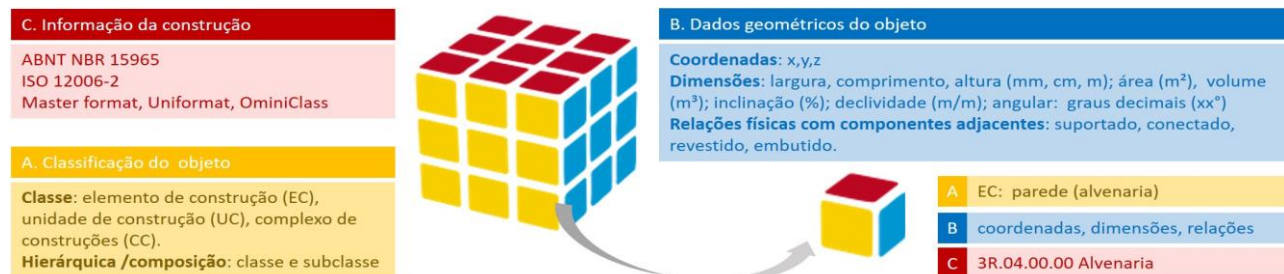 C. Informação da construção
ABNT NBR 15965
ISO 12006-2
Master format, Uniformat, OminiClass
A. Classificação do objeto
Classe: elemento de construção (EC),
unidade de construção (UC), complexo de
construções (CC).
Hierárquica /composição: classe e subclasse
B. Dados geométricos do objeto
Coordenadas: x,y,z
Dimensões: largura, comprimento, altura (mm, cm, m); área (m²), volume
(m³); inclinação (%); declividade (m/m); angular: graus decimais (xx°)
Relações físicas com componentes adjacentes: suportado, conectado,
revestido, embutido.
A EC: parede (alvenaria)
B coordenadas, dimensões, relações
C 3R.04.00.00 Alvenaria